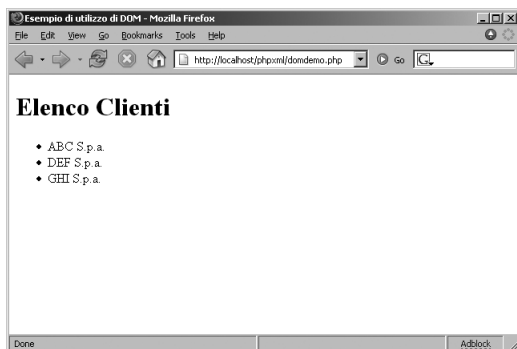 Esempio di utilizzo di DOM - Mozilla Firefox
File Edit View Go Bookmarks Tools Help
http://localhost/phpxml/domdemo.php Go G
Elenco Clienti
ABC S.p.a.
DEF S.p.a.
GHI S.p.a.
Done Adblock